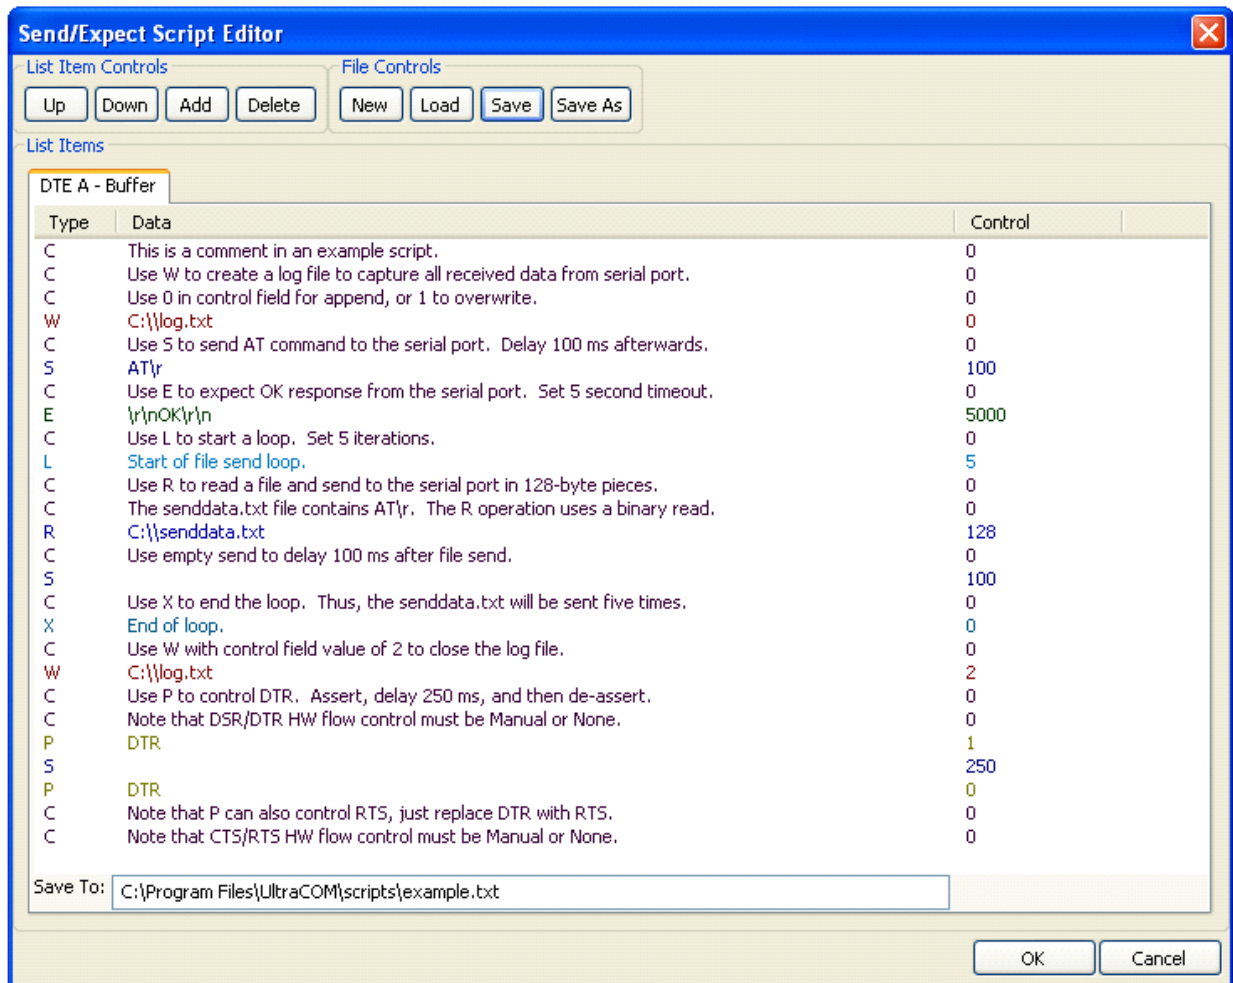 Send/Expect Script Editor
List Item Controls File Controls
Up Down Add Delete New Load Save Save As
List Items
DTE A - Buffer
Type Data Control
C This is a comment in an example script. 0
C Use W to create a log file to capture all received data from serial port. 0
C Use 0 in control field for append, or 1 to overwrite. 0
W C:\\log.txt 0
C Use S to send AT command to the serial port.  Delay 100 ms afterwards. 0
S AT\r 100
C Use E to expect OK response from the serial port.  Set 5 second timeout. 0
E \r\nOK\r\n 5000
C Use L to start a loop.  Set 5 iterations. 0
L Start of file send loop. 5
C Use R to read a file and send to the serial port in 128-byte pieces. 0
C The senddata.txt file contains AT\r.  The R operation uses a binary read. 0
R C:\\senddata.txt 128
C Use empty send to delay 100 ms after file send. 0
S 100
C Use X to end the loop.  Thus, the senddata.txt will be sent five times. 0
X End of loop. 0
C Use W with control field value of 2 to close the log file. 0
W C:\\log.txt 2
C Use P to control DTR.  Assert, delay 250 ms, and then de-assert. 0
C Note that DSR/DTR HW flow control must be Manual or None. 0
P DTR 1
S 250
P DTR 0
C Note that P can also control RTS, just replace DTR with RTS. 0
C Note that CTS/RTS HW flow control must be Manual or None. 0
Save To: C:\Program Files\UltraCOM\scripts\example.txt
OK Cancel